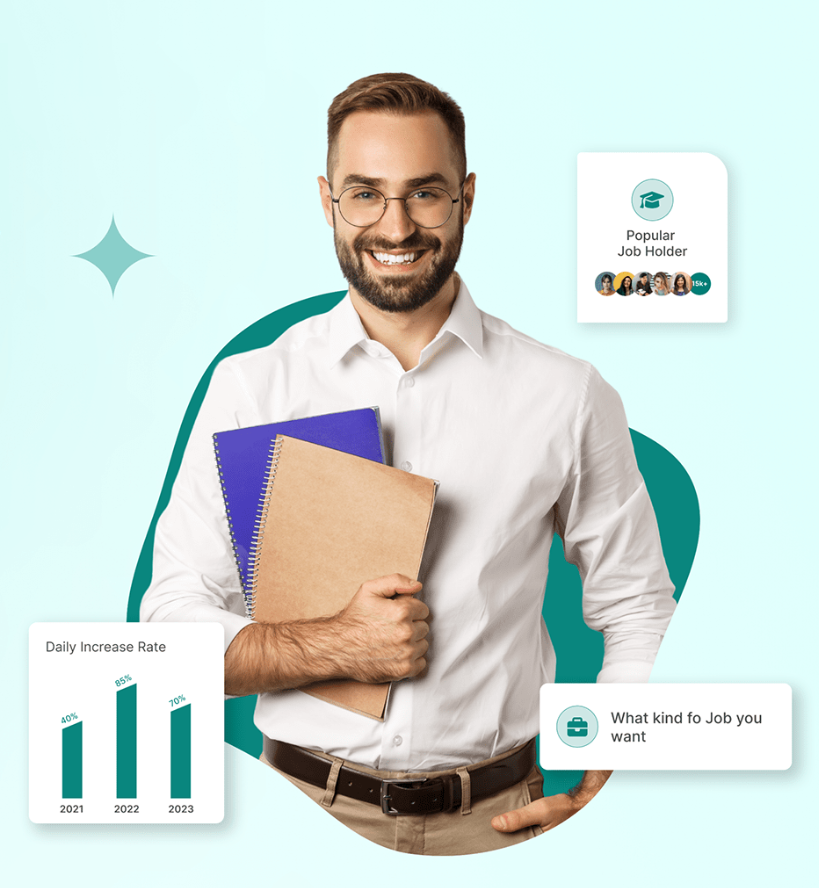 Popular
Job Holder
15k+
Daily Increase Rate
40%
85%
70%
2021
2022
2023
What kind fo Job you
want